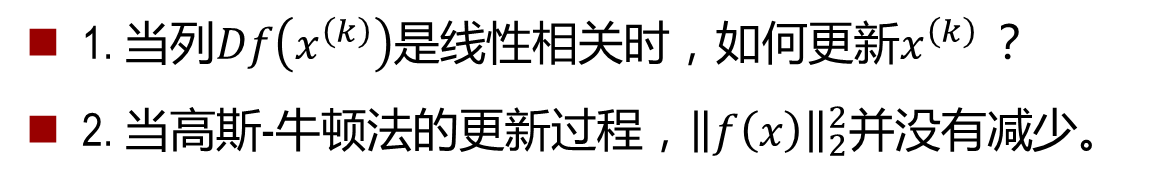 1. 当列Df(x^(k))是线性相关时，如何更新x^(k) ？
2. 当高斯-牛顿法的更新过程，‖f(x)‖₂²并没有减少。